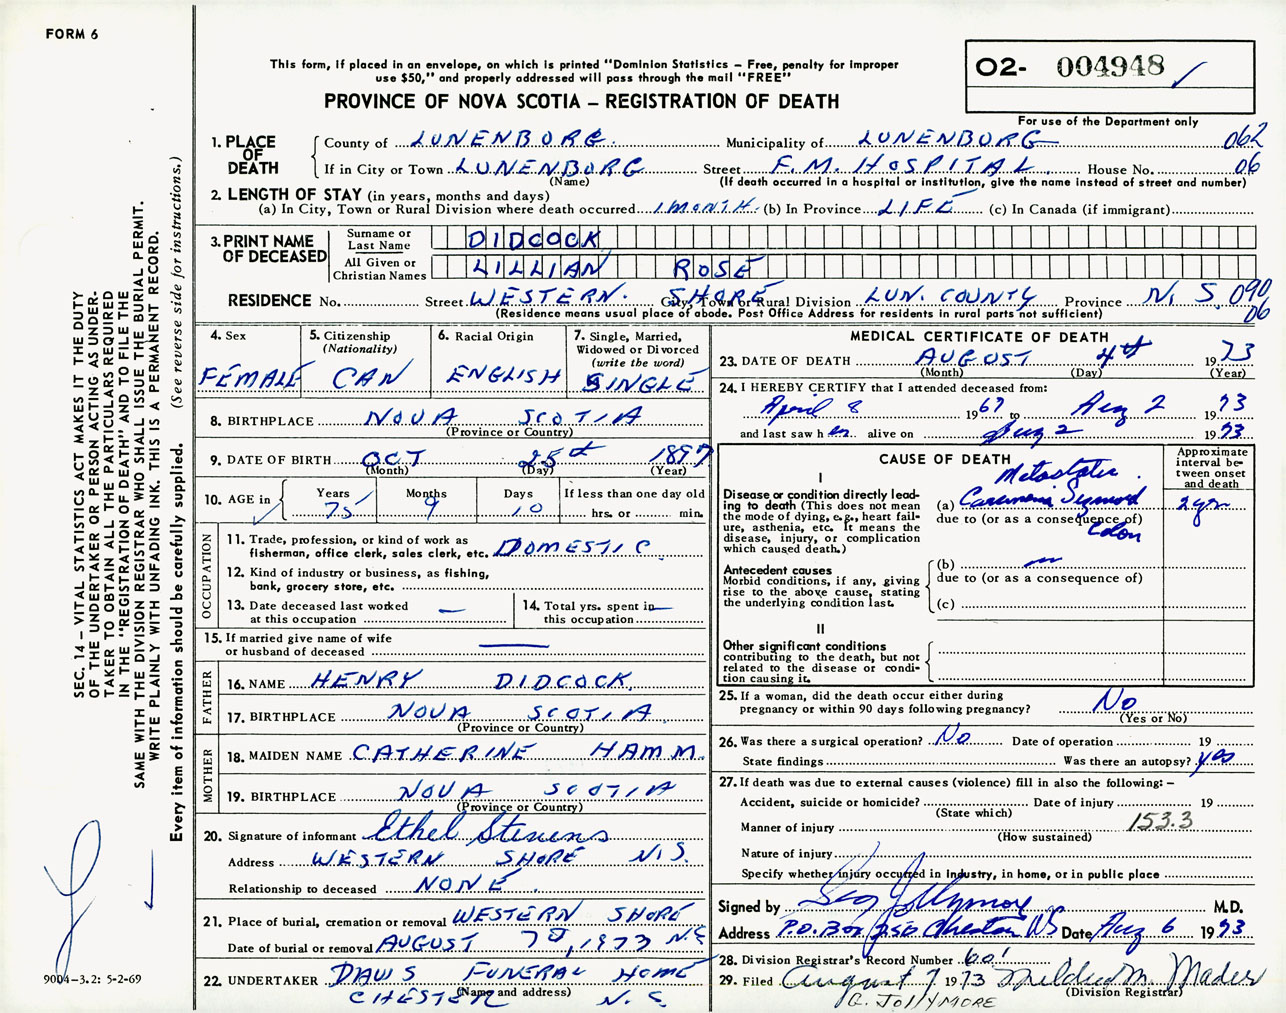 FORM 6
This form, if placed in an envelope, on which is printed "Dominion Statistics – Free, penalty for improper
use $50," and properly addressed will pass through the mail "FREE"
PROVINCE OF NOVA SCOTIA – REGISTRATION OF DEATH
O2- 004948
For use of the Department only
1. PLACE OF DEATH County of LUNENBURG. Municipality of LUNENBURG 062
If in City or Town LUNENBURG Street F.M. HOSPITAL House No. 06
(Name) (If death occurred in a hospital or institution, give the name instead of street and number)
2. LENGTH OF STAY (in years, months and days)
(a) In City, Town or Rural Division where death occurred 1 MONTH (b) In Province LIFE (c) In Canada (if immigrant)
3. PRINT NAME OF DECEASED Surname or Last Name DIDCOCK
All Given or Christian Names LILLIAN ROSE
RESIDENCE No. Street WESTERN SHORE City, Town or Rural Division LUN. COUNTY Province N. S. 090
(Residence means usual place of abode. Post Office Address for residents in rural parts not sufficient) 06
4. Sex FEMALE
5. Citizenship (Nationality) CAN
6. Racial Origin ENGLISH
7. Single, Married, Widowed or Divorced (write the word) SINGLE
8. BIRTHPLACE NOVA SCOTIA
(Province or Country)
9. DATE OF BIRTH OCT 25th 1897
(Month) (Day) (Year)
10. AGE in Years 75 Months 9 Days 10 If less than one day old hrs. or min.
OCCUPATION
11. Trade, profession, or kind of work as
fisherman, office clerk, sales clerk, etc. DOMESTIC
12. Kind of industry or business, as fishing,
bank, grocery store, etc.
13. Date deceased last worked
at this occupation —
14. Total yrs. spent in
this occupation —
15. If married give name of wife
or husband of deceased ——
FATHER
16. NAME HENRY DIDCOCK
17. BIRTHPLACE NOVA SCOTIA
(Province or Country)
MOTHER
18. MAIDEN NAME CATHERINE HAMM.
19. BIRTHPLACE NOVA SCOTIA
(Province or Country)
20. Signature of informant Ethel Stevens
Address WESTERN SHORE N.S.
Relationship to deceased NONE
21. Place of burial, cremation or removal WESTERN SHORE
Date of burial or removal AUGUST 7th, 1973 N.S
22. UNDERTAKER DAWS FUNERAL HOME
(Name and address)
CHESTER N.S.
MEDICAL CERTIFICATE OF DEATH
23. DATE OF DEATH AUGUST 4th 1973
(Month) (Day) (Year)
24. I HEREBY CERTIFY that I attended deceased from:
April 8 1967 to Aug 2 1973
and last saw h er alive on Aug 2 1973
CAUSE OF DEATH
Approximate interval between onset and death
I
Disease or condition directly leading to death (This does not mean the mode of dying, e.g., heart failure, asthenia, etc. It means the disease, injury, or complication which caused death.)
Metastatic
(a) Carcinoma Sigmoid 2 yrs
due to (or as a consequence of)
Colon
Antecedent causes
Morbid conditions, if any, giving rise to the above cause, stating the underlying condition last.
(b)
due to (or as a consequence of)
(c)
II
Other significant conditions
contributing to the death, but not related to the disease or condition causing it.
25. If a woman, did the death occur either during
pregnancy or within 90 days following pregnancy? No
(Yes or No)
26. Was there a surgical operation? No Date of operation 19
State findings Was there an autopsy? yes
27. If death was due to external causes (violence) fill in also the following: –
Accident, suicide or homicide? Date of injury 19
(State which)
Manner of injury 153.3
(How sustained)
Nature of injury
Specify whether injury occurred in Industry, in home, or in public place
Signed by Geo Jollymore M.D.
Address P.O. Box 250 Chester NS Date Aug 6 1973
28. Division Registrar's Record Number 60
29. Filed August 7 1973 Mildred M. Mader
(Division Registrar)
G. JOLLYMORE
SEC. 14 – VITAL STATISTICS ACT MAKES IT THE DUTY
OF THE UNDERTAKER OR PERSON ACTING AS UNDER-
TAKER TO OBTAIN ALL THE PARTICULARS REQUIRED
IN THE "REGISTRATION OF DEATH" AND TO FILE THE
SAME WITH THE DIVISION REGISTRAR WHO SHALL ISSUE THE BURIAL PERMIT.
WRITE PLAINLY WITH UNFADING INK. THIS IS A PERMANENT RECORD.
Every item of information should be carefully supplied. (See reverse side for instructions.)
9004–3.2: 5-2-69